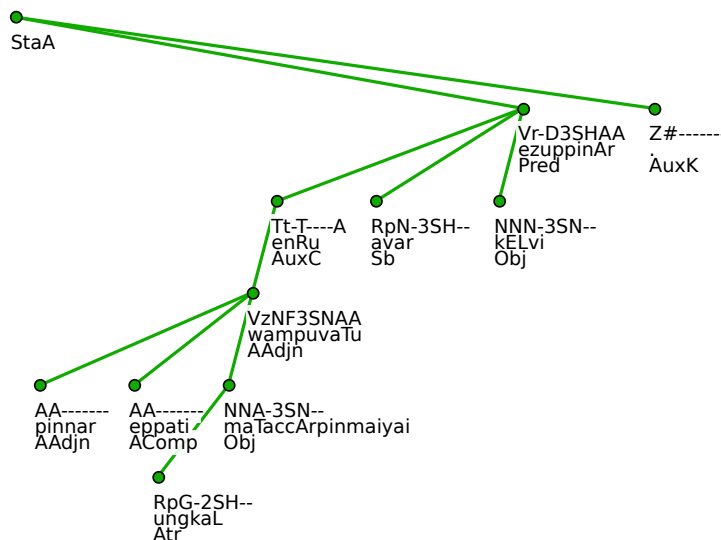 StaA
Vr-D3SHAA
ezuppinAr
Pred
Z#-------
.
AuxK
Tt-T----A
enRu
AuxC
RpN-3SH--
avar
Sb
NNN-3SN--
kELvi
Obj
VzNF3SNAA
wampuvaTu
AAdjn
AA-------
pinnar
AAdjn
AA-------
eppati
AComp
NNA-3SN--
maTaccArpinmaiyai
Obj
RpG-2SH--
ungkaL
Atr